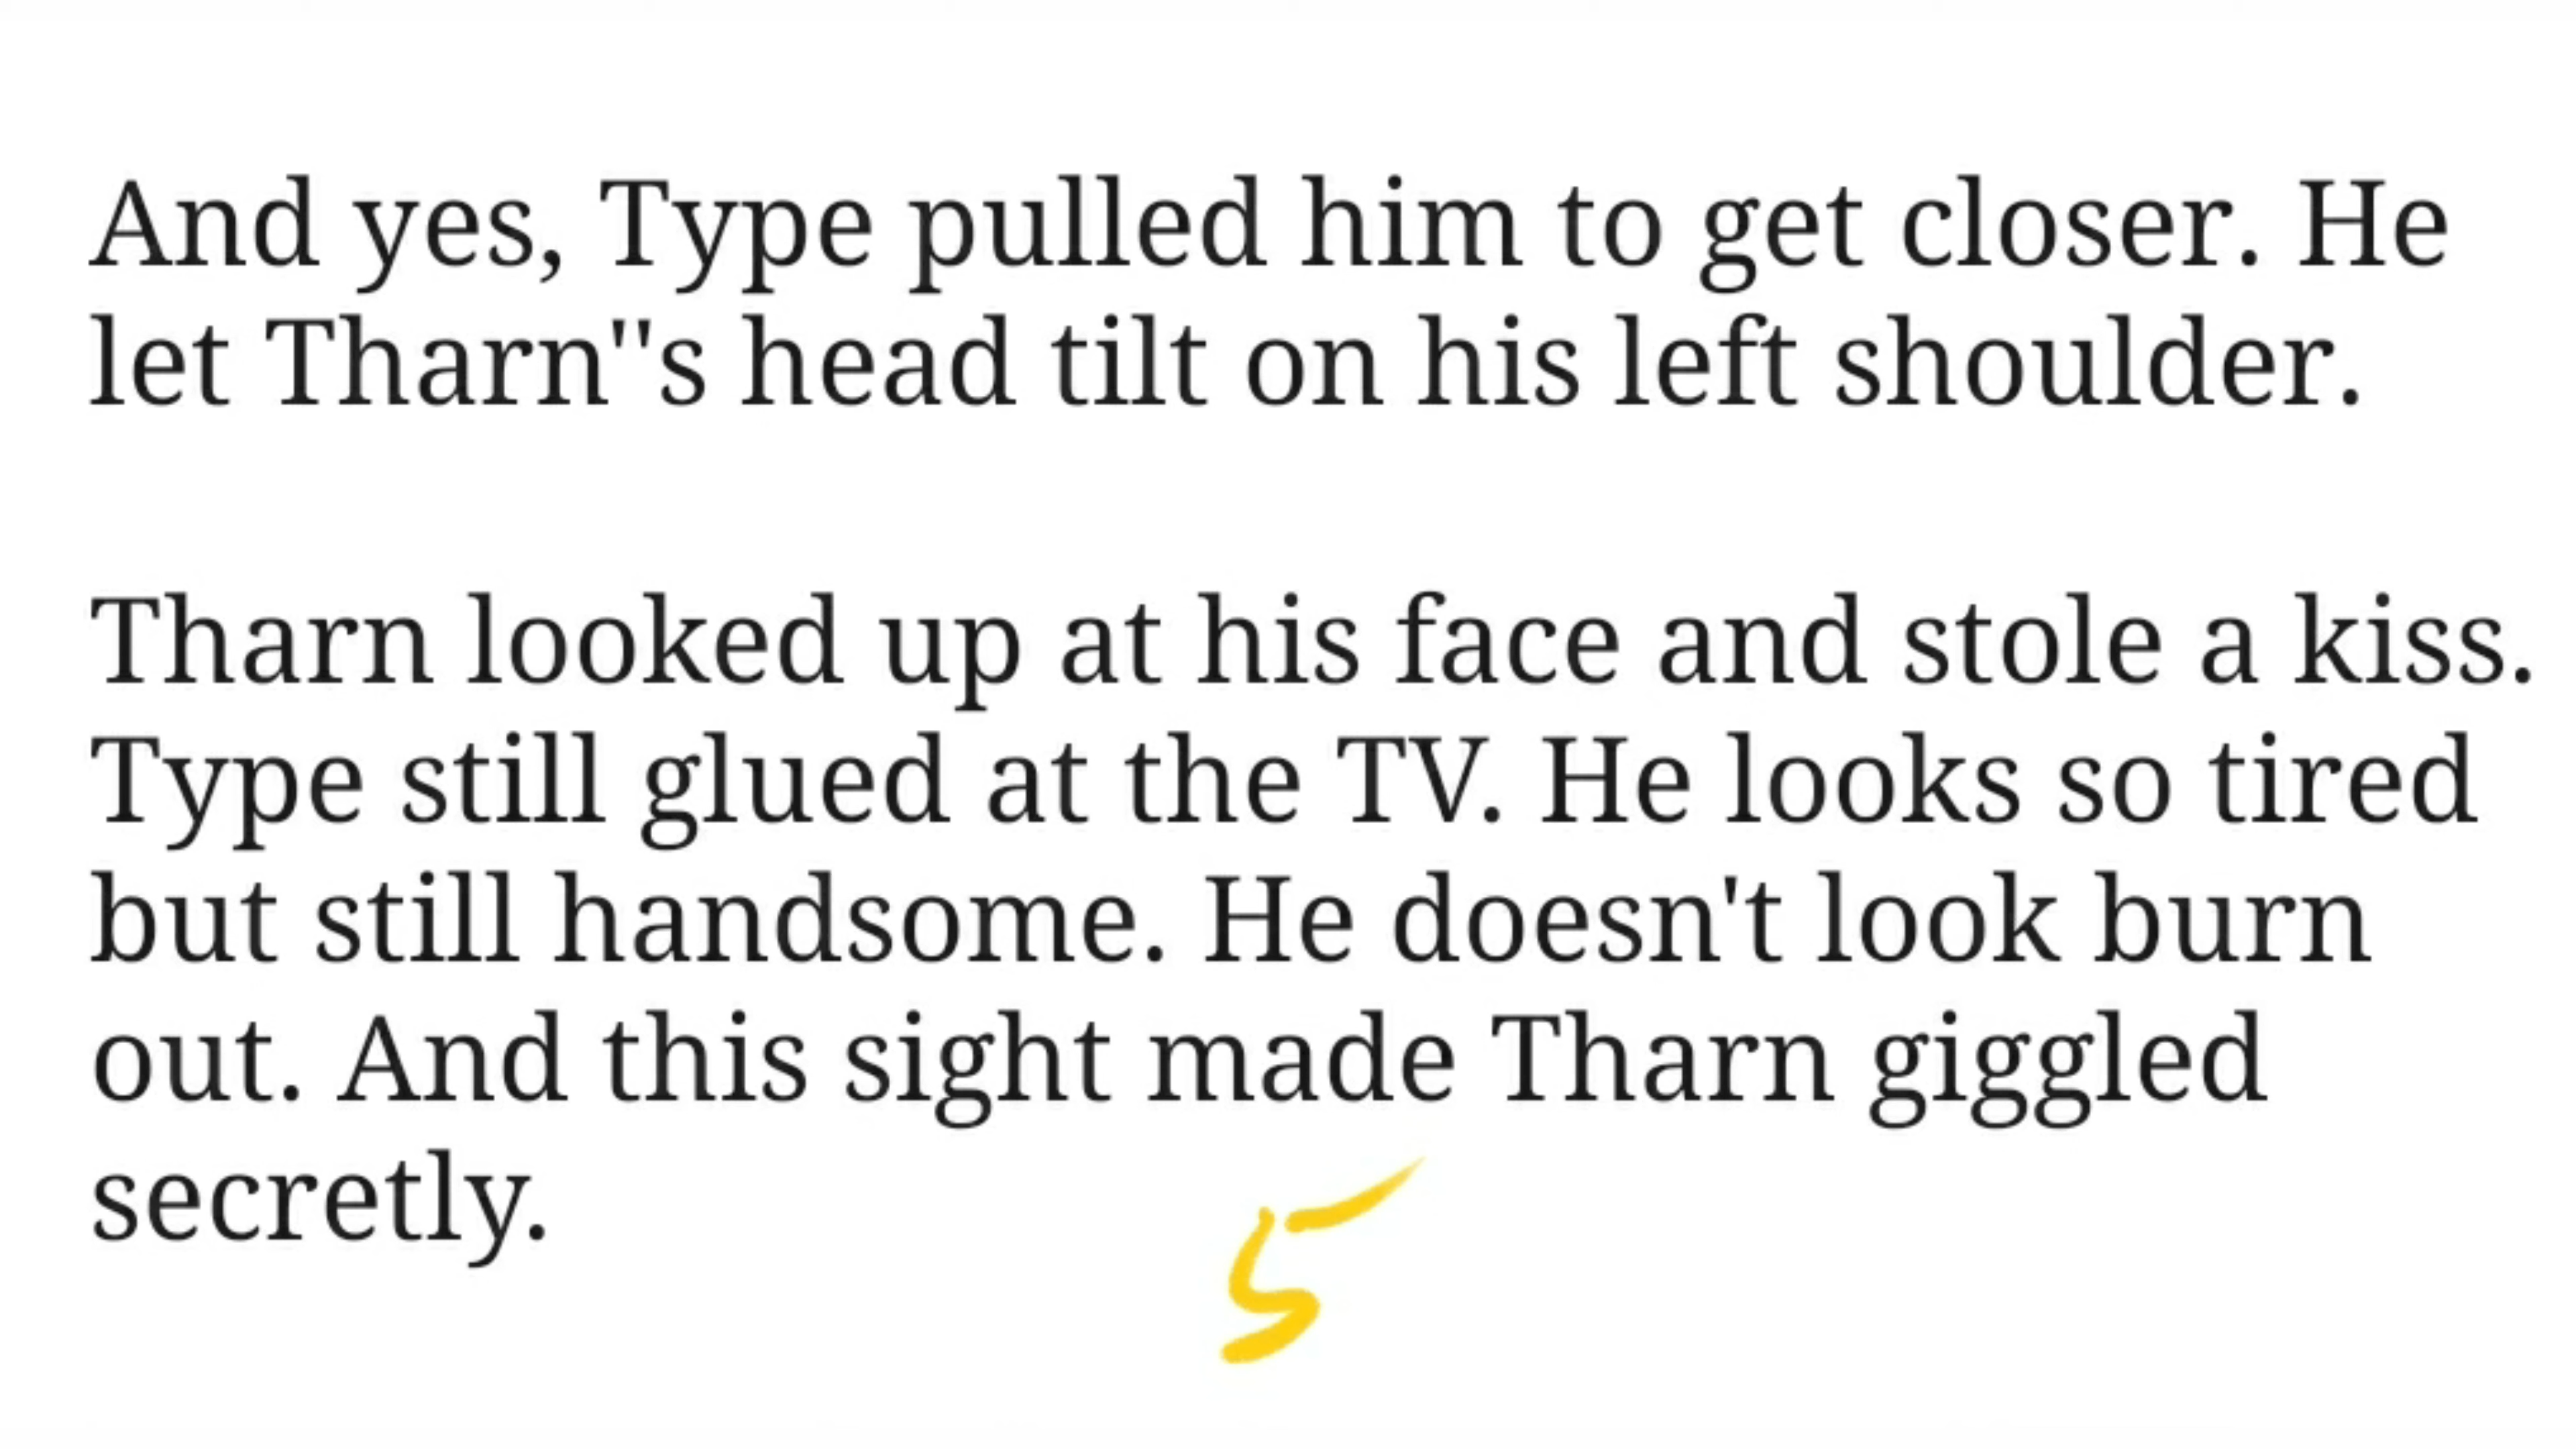 And yes, Type pulled him to get closer. He
let Tharn"s head tilt on his left shoulder.
Tharn looked up at his face and stole a kiss.
Type still glued at the TV. He looks so tired
but still handsome. He doesn't look burn
out. And this sight made Tharn giggled
secretly.
5